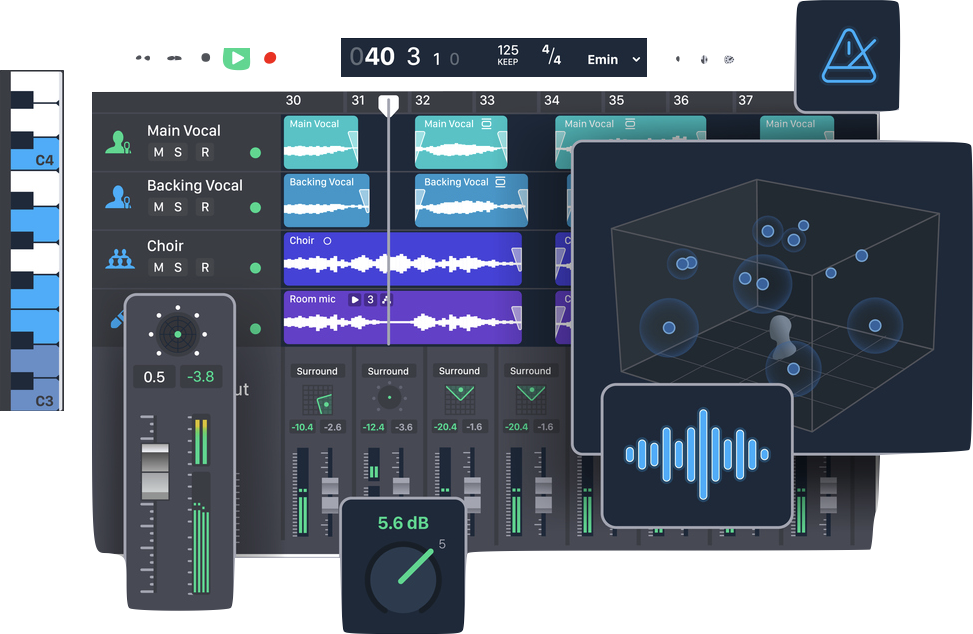 040 3 1 0 125 4/4 Emin
KEEP
30 31 32 33 34 35 36 37
Main Vocal
M S R
Main Vocal Main Vocal Main Vocal Main Vocal
Backing Vocal
M S R
Backing Vocal Backing Vocal
Choir
M S R
Choir C
Room mic 3 C
C4
C3
0.5 -3.8
ut
Surround Surround Surround Surround
-10.4 -2.6 -12.4 -3.6 -20.4 -1.6 -20.4 -1.6
5.6 dB
5